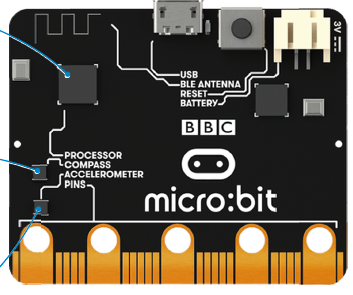 3V
USB
BLE ANTENNA
RESET
BATTERY
BBC
PROCESSOR
COMPASS
ACCELEROMETER
PINS
micro:bit